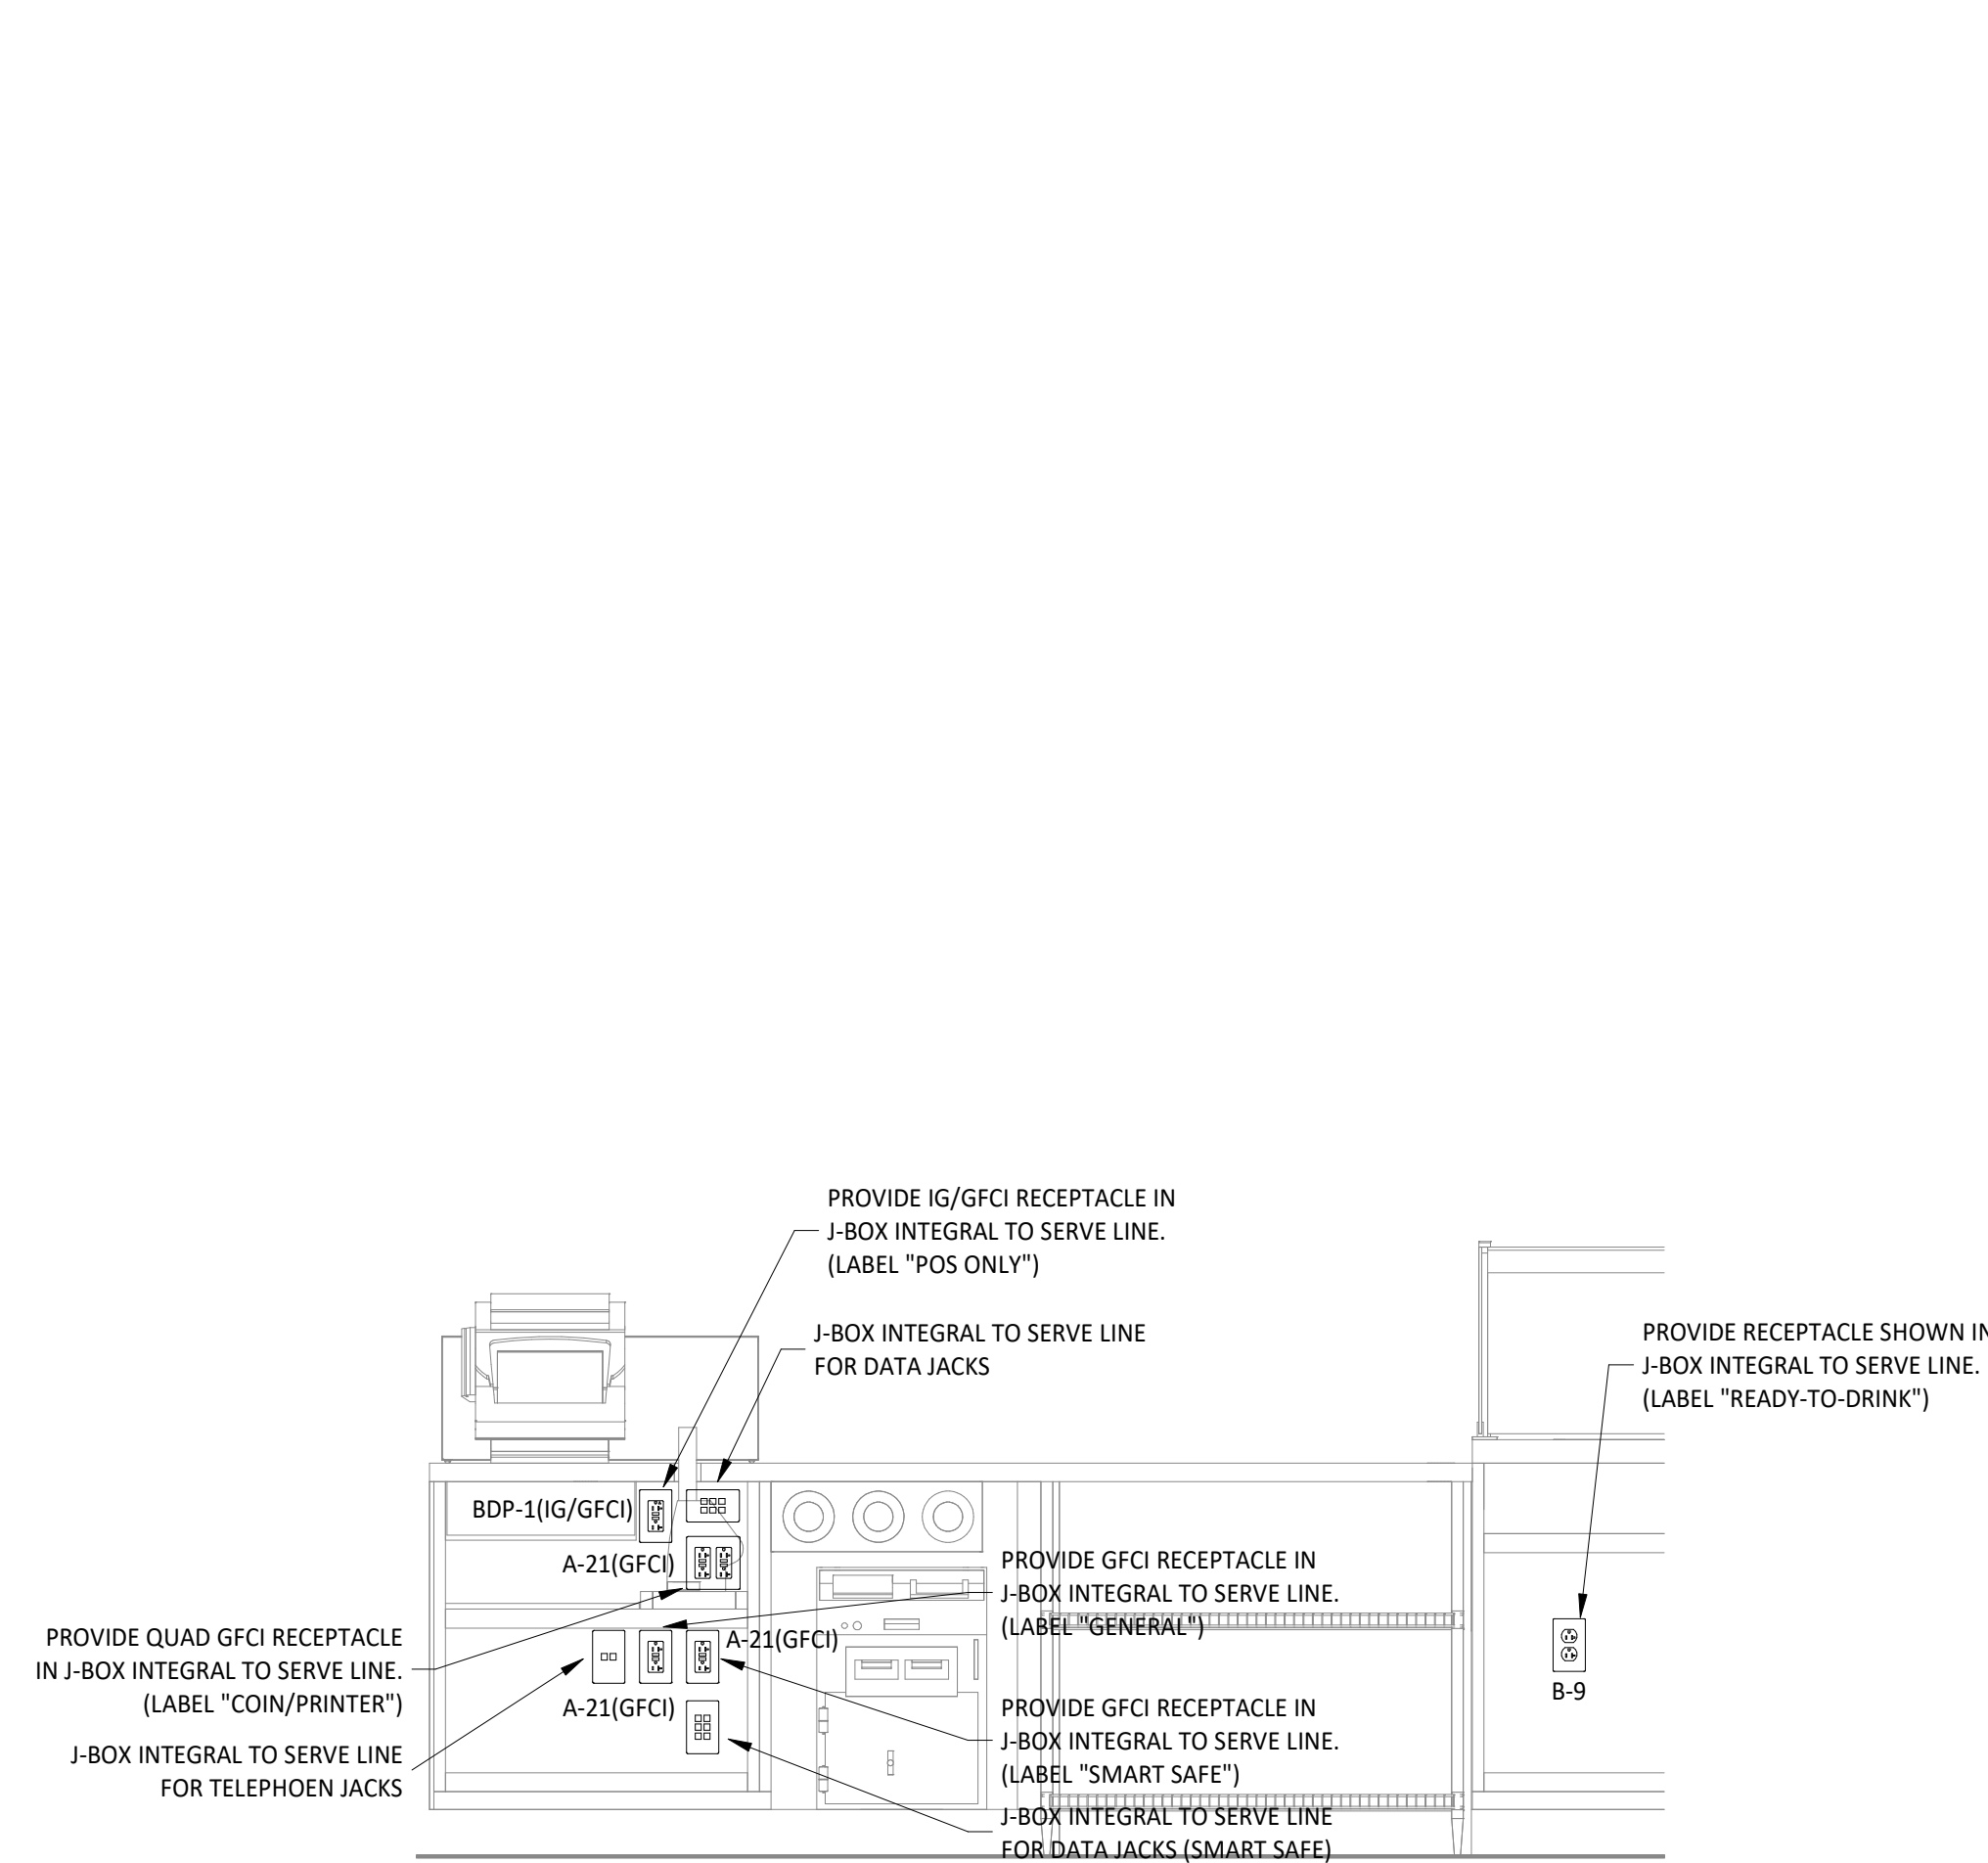 PROVIDE IG/GFCI RECEPTACLE IN
J-BOX INTEGRAL TO SERVE LINE.
(LABEL "POS ONLY")
J-BOX INTEGRAL TO SERVE LINE
FOR DATA JACKS
PROVIDE RECEPTACLE SHOWN IN
J-BOX INTEGRAL TO SERVE LINE.
(LABEL "READY-TO-DRINK")
BDP-1(IG/GFCI)
A-21(GFCI)
PROVIDE GFCI RECEPTACLE IN
J-BOX INTEGRAL TO SERVE LINE.
(LABEL "GENERAL")
PROVIDE QUAD GFCI RECEPTACLE
IN J-BOX INTEGRAL TO SERVE LINE.
(LABEL "COIN/PRINTER")
A-21(GFCI)
A-21(GFCI)
B-9
PROVIDE GFCI RECEPTACLE IN
J-BOX INTEGRAL TO SERVE LINE.
(LABEL "SMART SAFE")
J-BOX INTEGRAL TO SERVE LINE
FOR TELEPHOEN JACKS
J-BOX INTEGRAL TO SERVE LINE
FOR DATA JACKS (SMART SAFE)